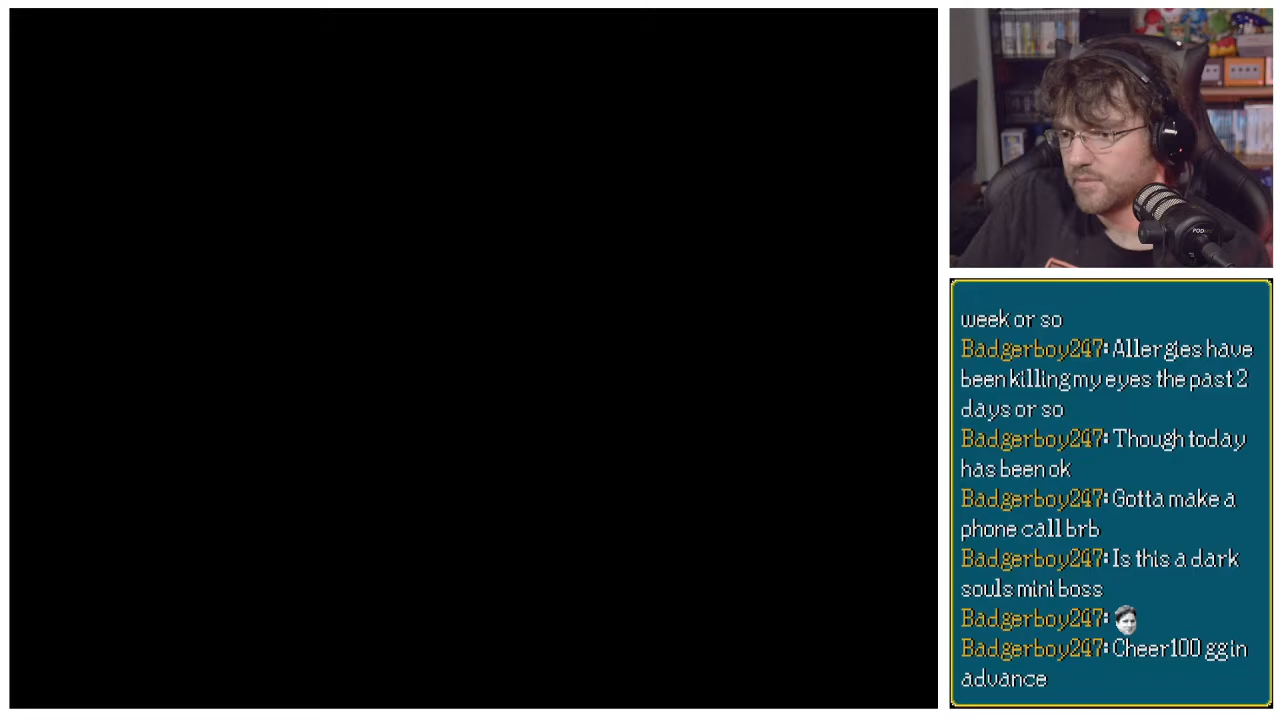 week or so
Badgerboy247: Allergies have
been killing my eyes the past 2
days or so
Badgerboy247: Though today
has been ok
Badgerboy247: Gotta make a
phone call brb
Badgerboy247: Is this a dark
souls mini boss
Badgerboy247:
Badgerboy247: Cheer100 gg in
advance